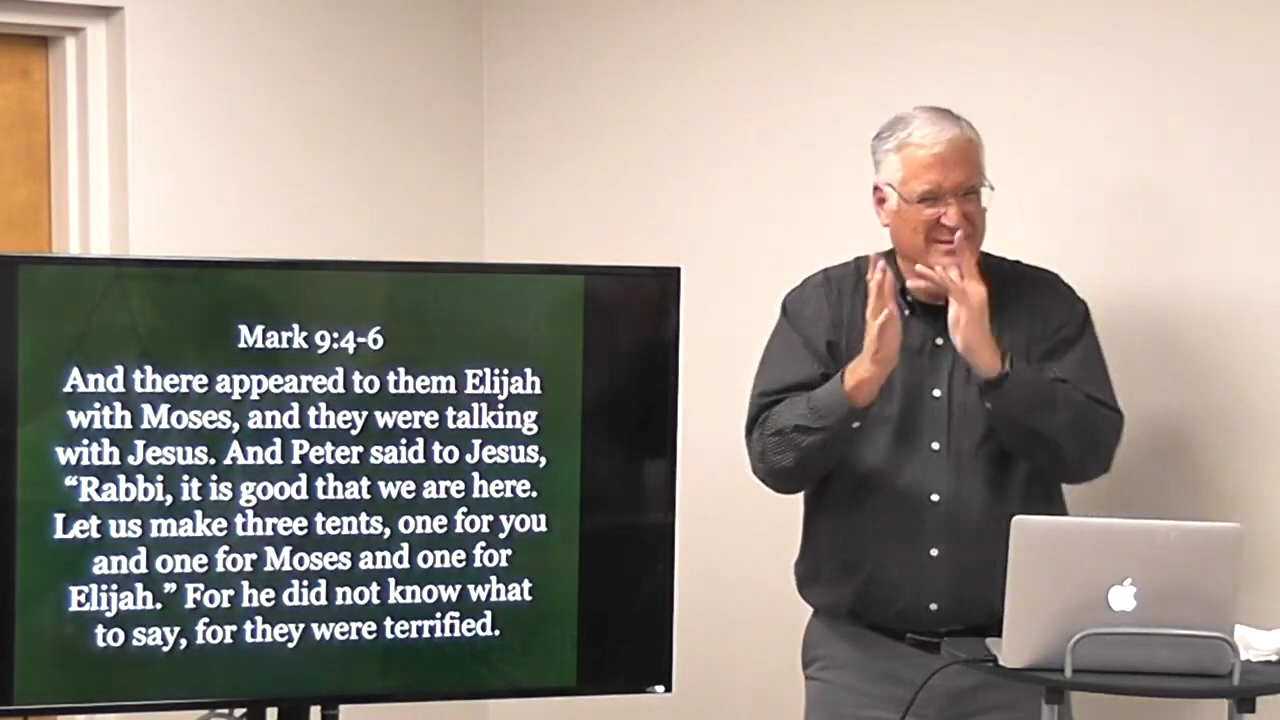 Mark 9:4-6
And there appeared to them Elijah
with Moses, and they were talking
with Jesus. And Peter said to Jesus,
“Rabbi, it is good that we are here.
Let us make three tents, one for you
and one for Moses and one for
Elijah.” For he did not know what
to say, for they were terrified.